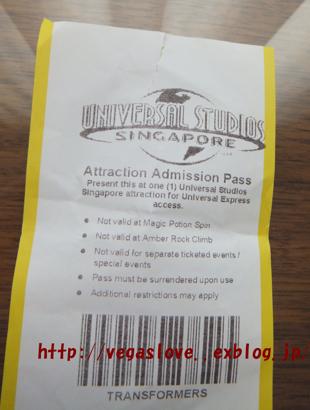 UNIVERSAL STUDIOS
SINGAPORE
Attraction Admission Pass
Present this at one (1) Universal Studios
Singapore attraction for Universal Express
access.
Not valid at Magic Potion Spin
Not valid at Amber Rock Climb
Not valid for separate ticketed events /
special events
Pass must be surrendered upon use
Additional restrictions may apply
http://vegaslove.exblog.jp
TRANSFORMERS